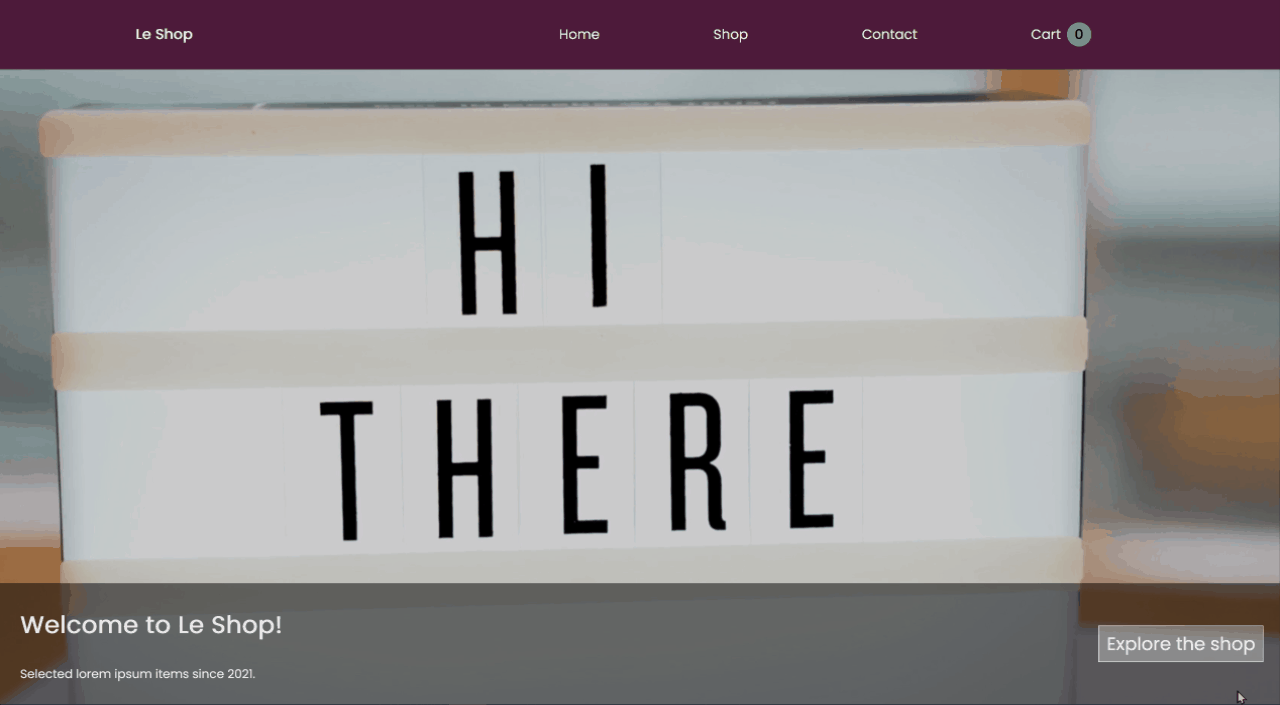 Le Shop Home Shop Contact Cart 0
HI
THERE
Welcome to Le Shop!
Explore the shop
Selected lorem ipsum items since 2021.